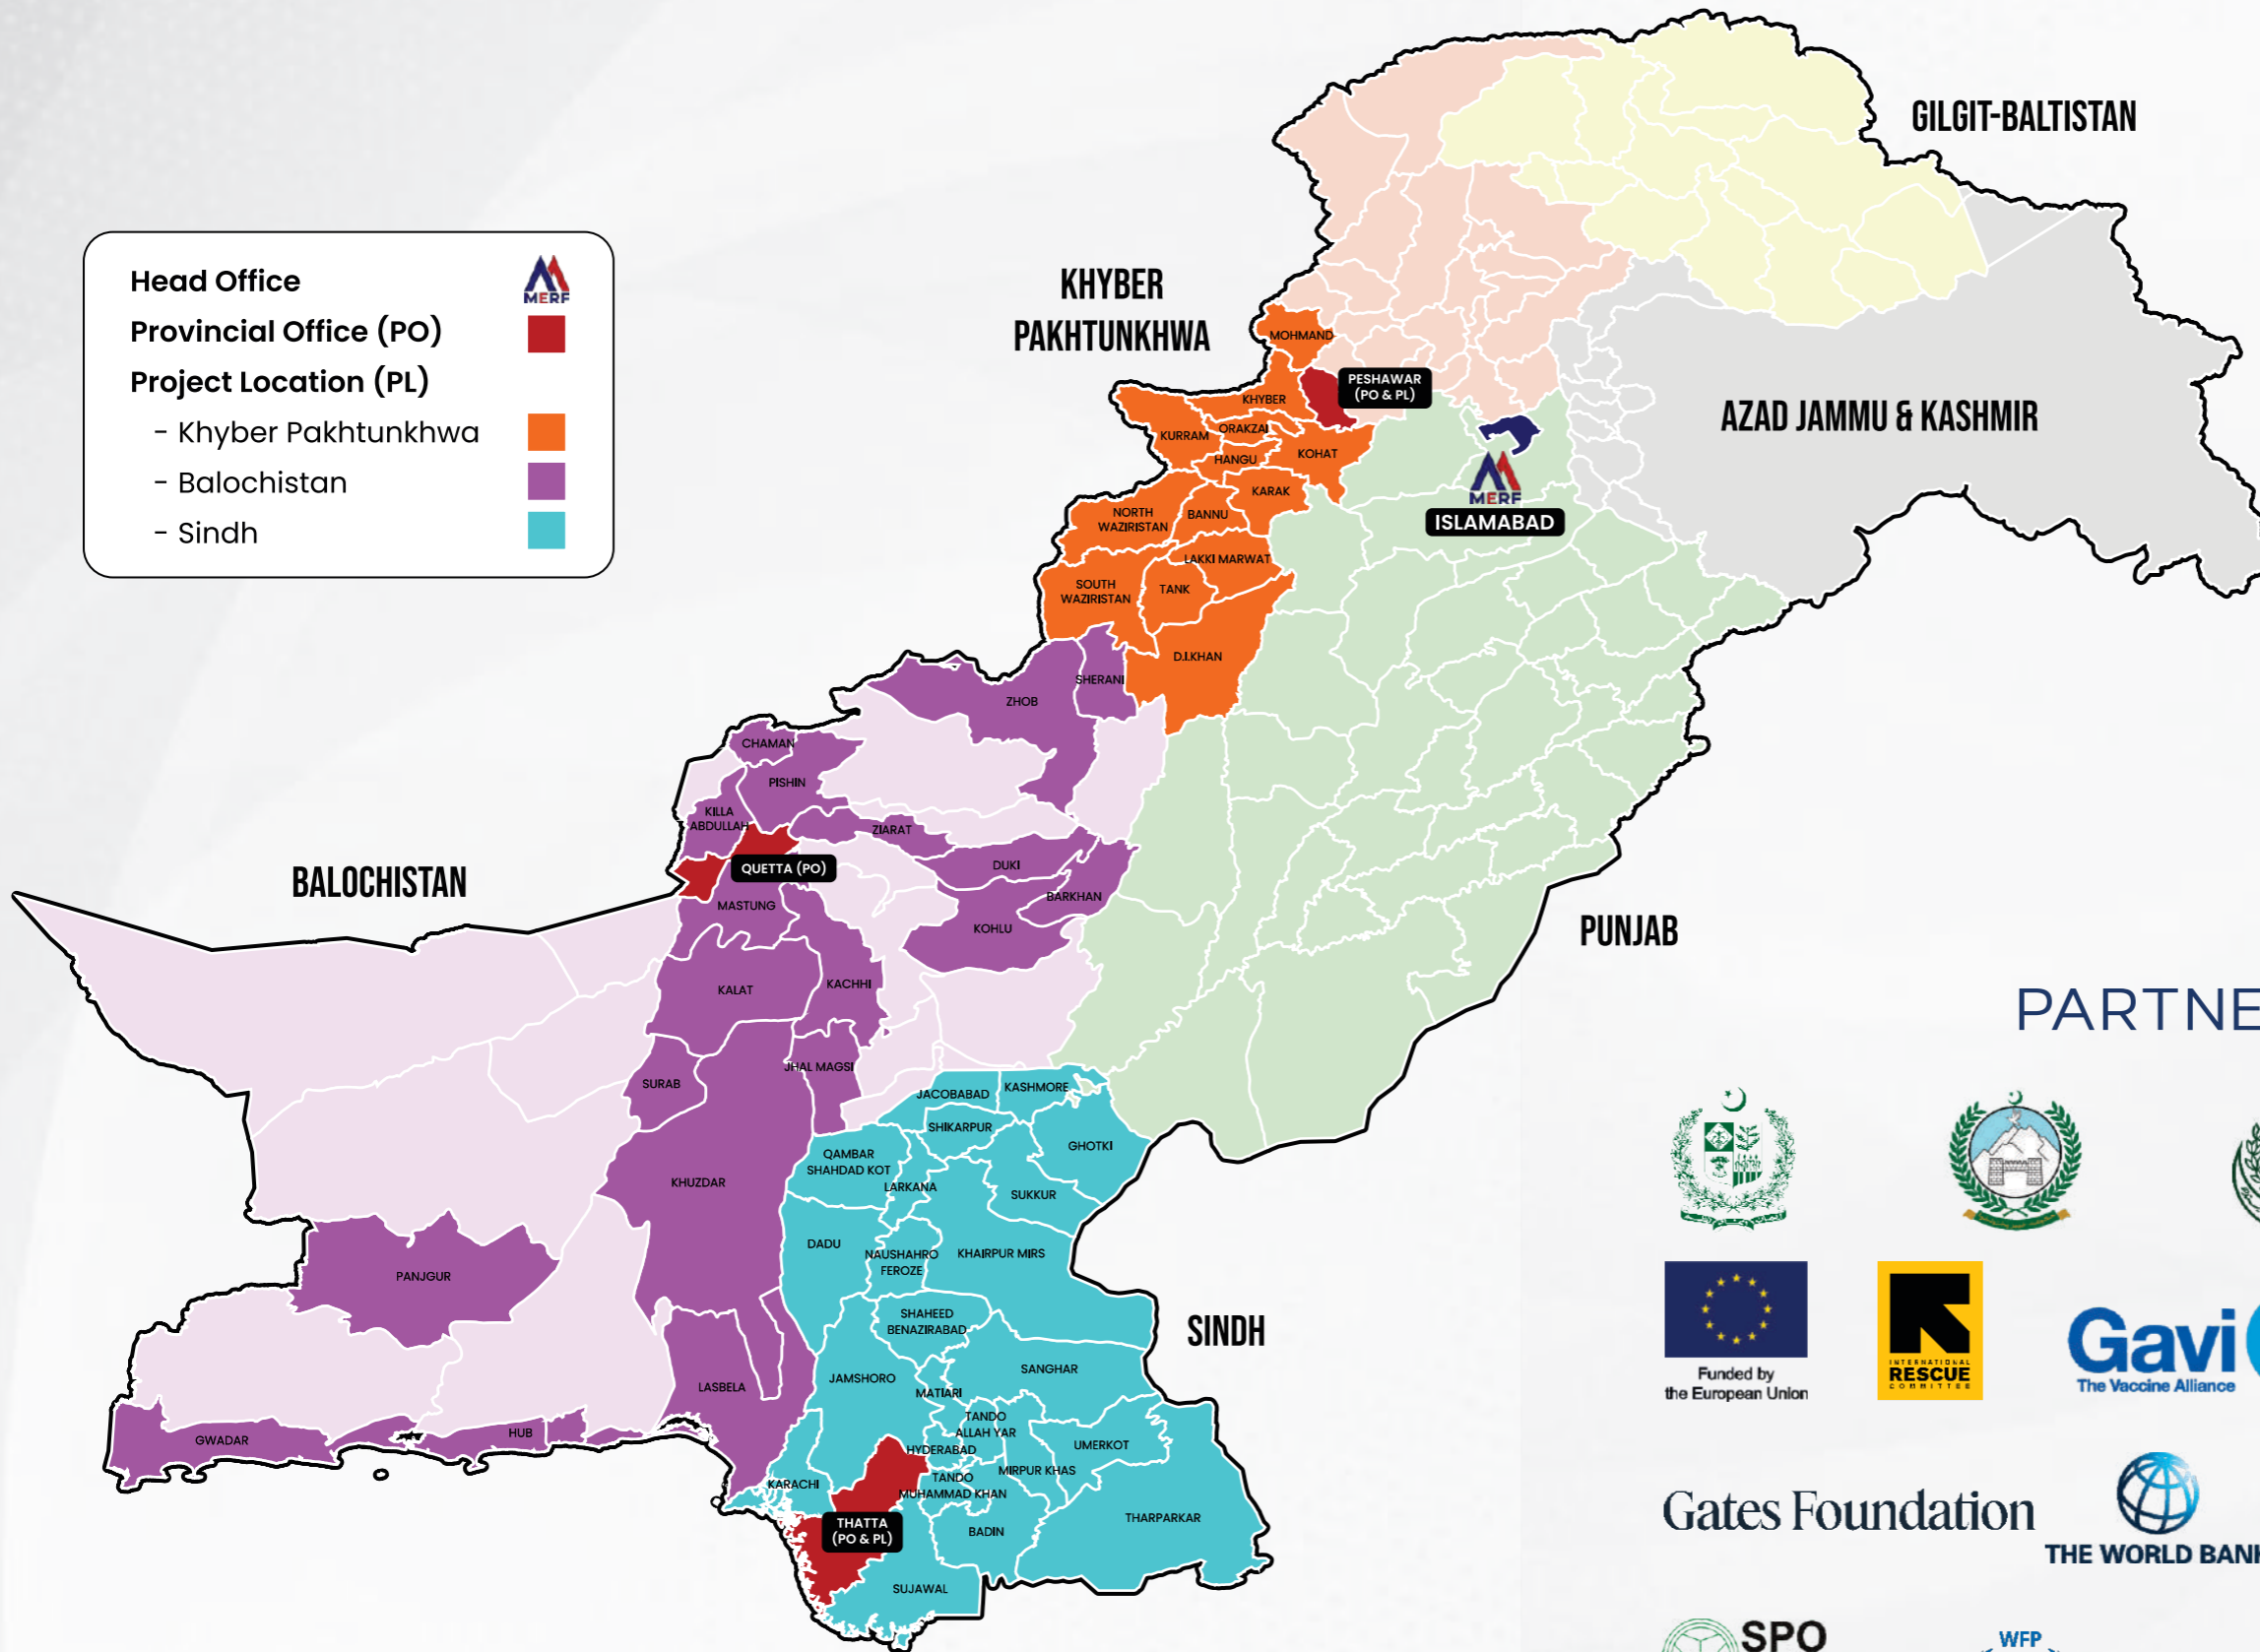 GILGIT-BALTISTAN
Head Office
MERF
Provincial Office (PO)
Project Location (PL)
- Khyber Pakhtunkhwa
- Balochistan
- Sindh
KHYBER
PAKHTUNKHWA
MOHMAND
PESHAWAR
(PO & PL)
KHYBER
AZAD JAMMU & KASHMIR
ORAKZAI
KURRAM
HANGU
KOHAT
MERF
KARAK
ISLAMABAD
NORTH
WAZIRISTAN
BANNU
LAKKI MARWAT
SOUTH
WAZIRISTAN
TANK
D.I.KHAN
SHERANI
ZHOB
CHAMAN
PISHIN
KILLA
ABDULLAH
ZIARAT
QUETTA (PO)
DUKI
BALOCHISTAN
BARKHAN
MASTUNG
KOHLU
PUNJAB
KALAT
KACHHI
JHAL MAGSI
SURAB
JACOBABAD
KASHMORE
SHIKARPUR
GHOTKI
QAMBAR
SHAHDAD KOT
LARKANA
KHUZDAR
SUKKUR
DADU
NAUSHAHRO
FEROZE
KHAIRPUR MIRS
PANJGUR
SHAHEED
BENAZIRABAD
SINDH
SANGHAR
JAMSHORO
LASBELA
MATIARI
TANDO
ALLAH YAR
GWADAR
HUB
HYDERABAD
UMERKOT
MIRPUR KHAS
TANDO
MUHAMMAD KHAN
KARACHI
THATTA
(PO & PL)
BADIN
THARPARKAR
SUJAWAL
PARTNE
Funded by
the European Union
INTERNATIONAL
RESCUE
COMMITTEE
Gavi
The Vaccine Alliance
Gates Foundation
THE WORLD BANK
SPO
WFP